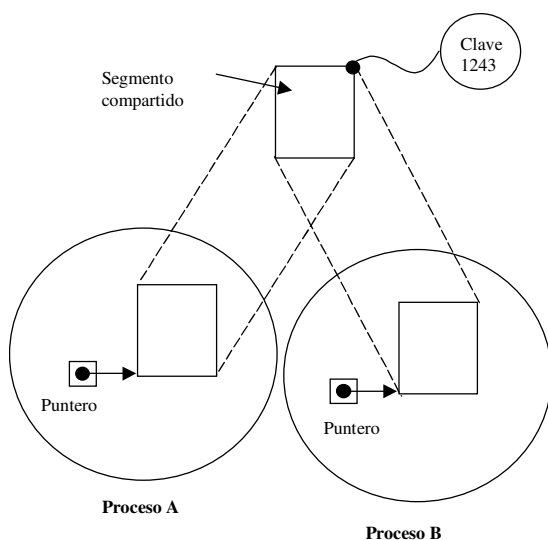 Clave
1243
Segmento
compartido
Puntero
Puntero
Proceso A
Proceso B